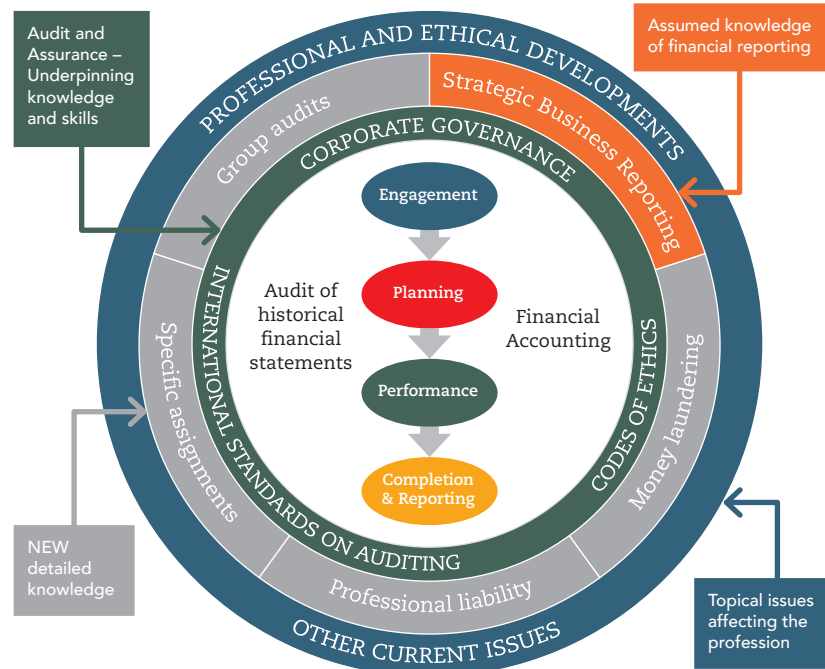 Audit and
Assurance –
Underpinning
knowledge
and skills
Assumed knowledge
of financial reporting
PROFESSIONAL AND ETHICAL DEVELOPMENTS
Group audits
Strategic Business Reporting
CORPORATE GOVERNANCE
Engagement
Planning
Audit of
historical
financial
statements
Financial
Accounting
Performance
Completion
& Reporting
INTERNATIONAL STANDARDS ON AUDITING
CODES OF ETHICS
Specific assignments
Money laundering
Professional liability
OTHER CURRENT ISSUES
NEW
detailed
knowledge
Topical issues
affecting the
profession